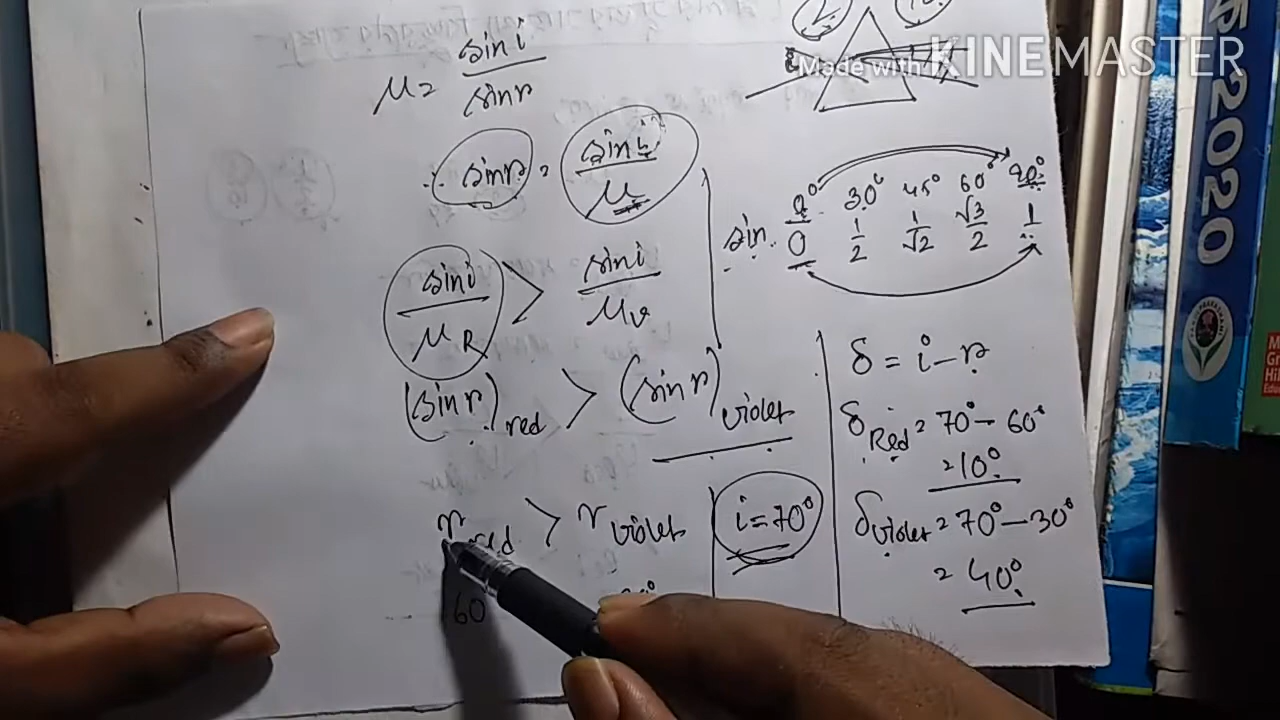 Made with KINEMASTER
μ = sin i / sin r
∴ sin r = sin i / μ
sin i / μR > sin i / μv
(sin r) red > (sin r) violet
r red > r violet
60
i = 70°
0° 30° 45° 60° 90°
sin 0 1/2 1/√2 √3/2 1
δ = i – r
δ Red = 70° – 60°
= 10°
δ violet = 70° – 30°
= 40°
2020